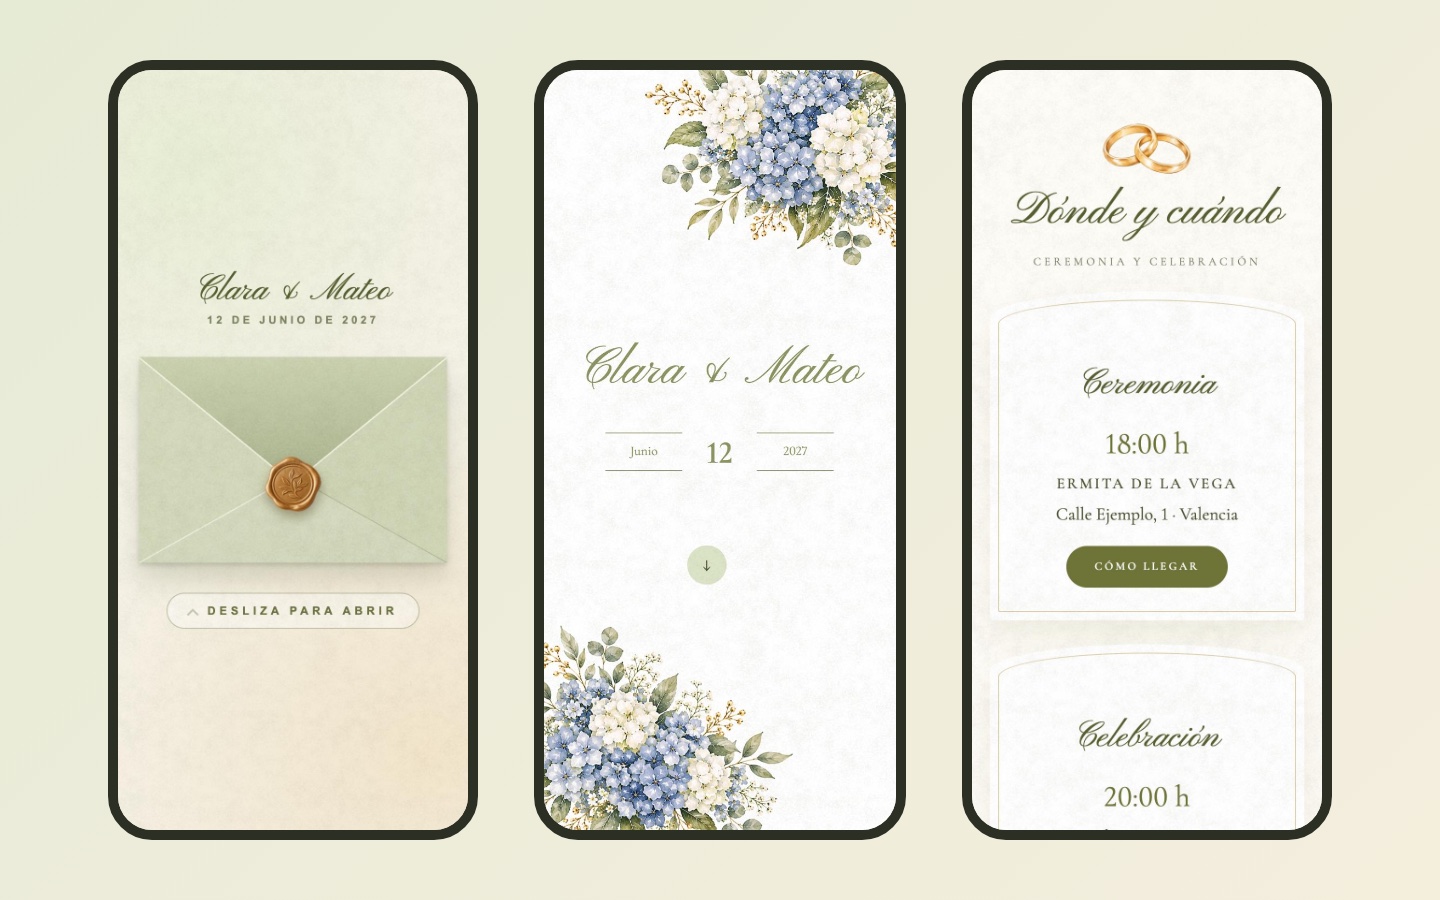 Clara & Mateo
12 DE JUNIO DE 2027
DESLIZA PARA ABRIR
Clara & Mateo
Junio 12 2027
Dónde y cuándo
CEREMONIA Y CELEBRACIÓN
Ceremonia
18:00 h
ERMITA DE LA VEGA
Calle Ejemplo, 1 · Valencia
CÓMO LLEGAR
Celebración
20:00 h